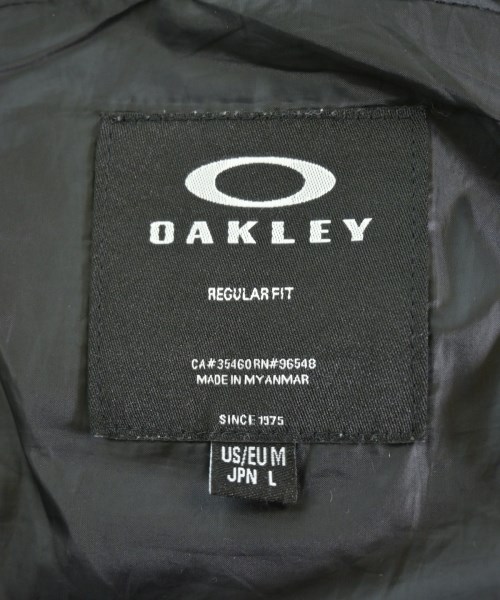 OAKLEY
REGULAR FIT
CA#35460 RN#96548
MADE IN MYANMAR
SINCE 1975
US/EU M
JPN L